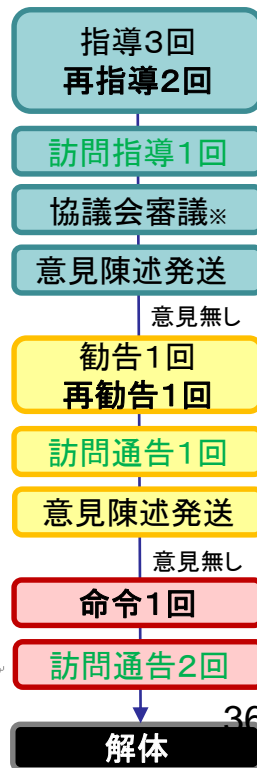 指導3回
再指導2回
訪問指導1回
協議会審議※
意見陳述発送
意見無し
勧告1回
再勧告1回
訪問通告1回
意見陳述発送
意見無し
命令1回
訪問通告2回
36
解体